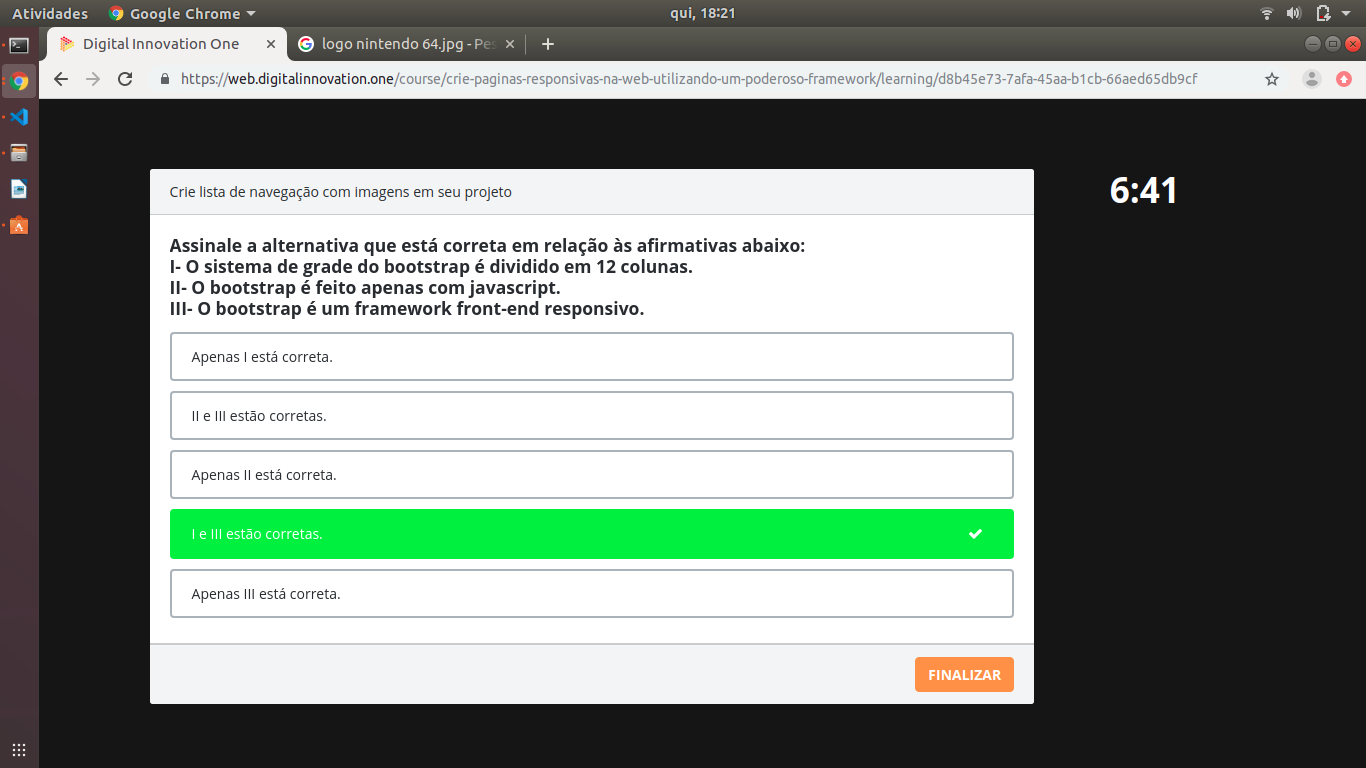 Atividades
Google Chrome
qui, 18:21
Digital Innovation One
logo nintendo 64.jpg - Pes
https://web.digitalinnovation.one/course/crie-paginas-responsivas-na-web-utilizando-um-poderoso-framework/learning/d8b45e73-7afa-45aa-b1cb-66aed65db9cf
Crie lista de navegação com imagens em seu projeto
6:41
Assinale a alternativa que está correta em relação às afirmativas abaixo:
I- O sistema de grade do bootstrap é dividido em 12 colunas.
II- O bootstrap é feito apenas com javascript.
III- O bootstrap é um framework front-end responsivo.
Apenas I está correta.
II e III estão corretas.
Apenas II está correta.
I e III estão corretas.
Apenas III está correta.
FINALIZAR